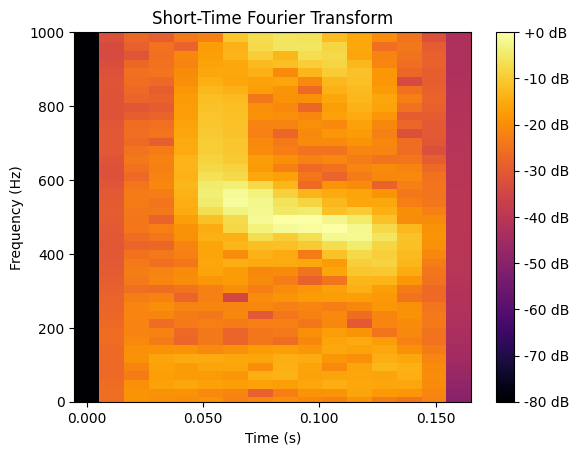 Short-Time Fourier Transform
1000
800
600
400
200
0
Frequency (Hz)
0.000
0.050
0.100
0.150
Time (s)
+0 dB
-10 dB
-20 dB
-30 dB
-40 dB
-50 dB
-60 dB
-70 dB
-80 dB